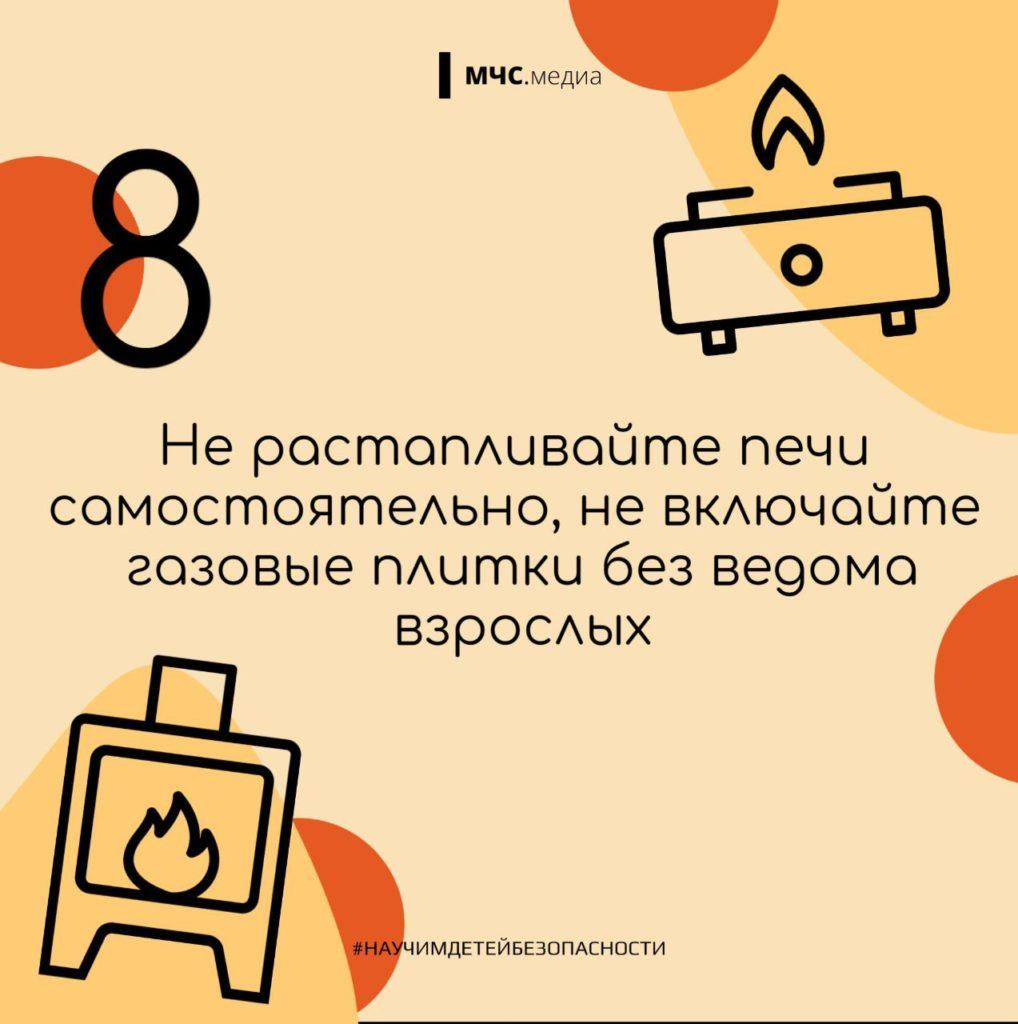 МЧС.медиа
8
Не растапливайте печи
самостоятельно, не включайте
газовые плитки без ведома
взрослых
#НАУЧИМДЕТЕЙБЕЗОПАСНОСТИ